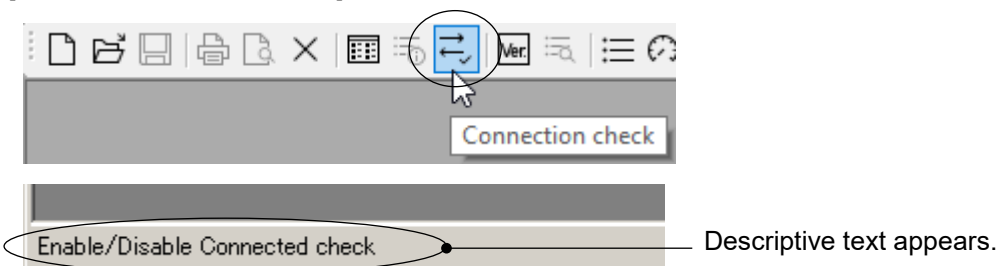 Ver.
Connection check
Enable/Disable Connected check
Descriptive text appears.